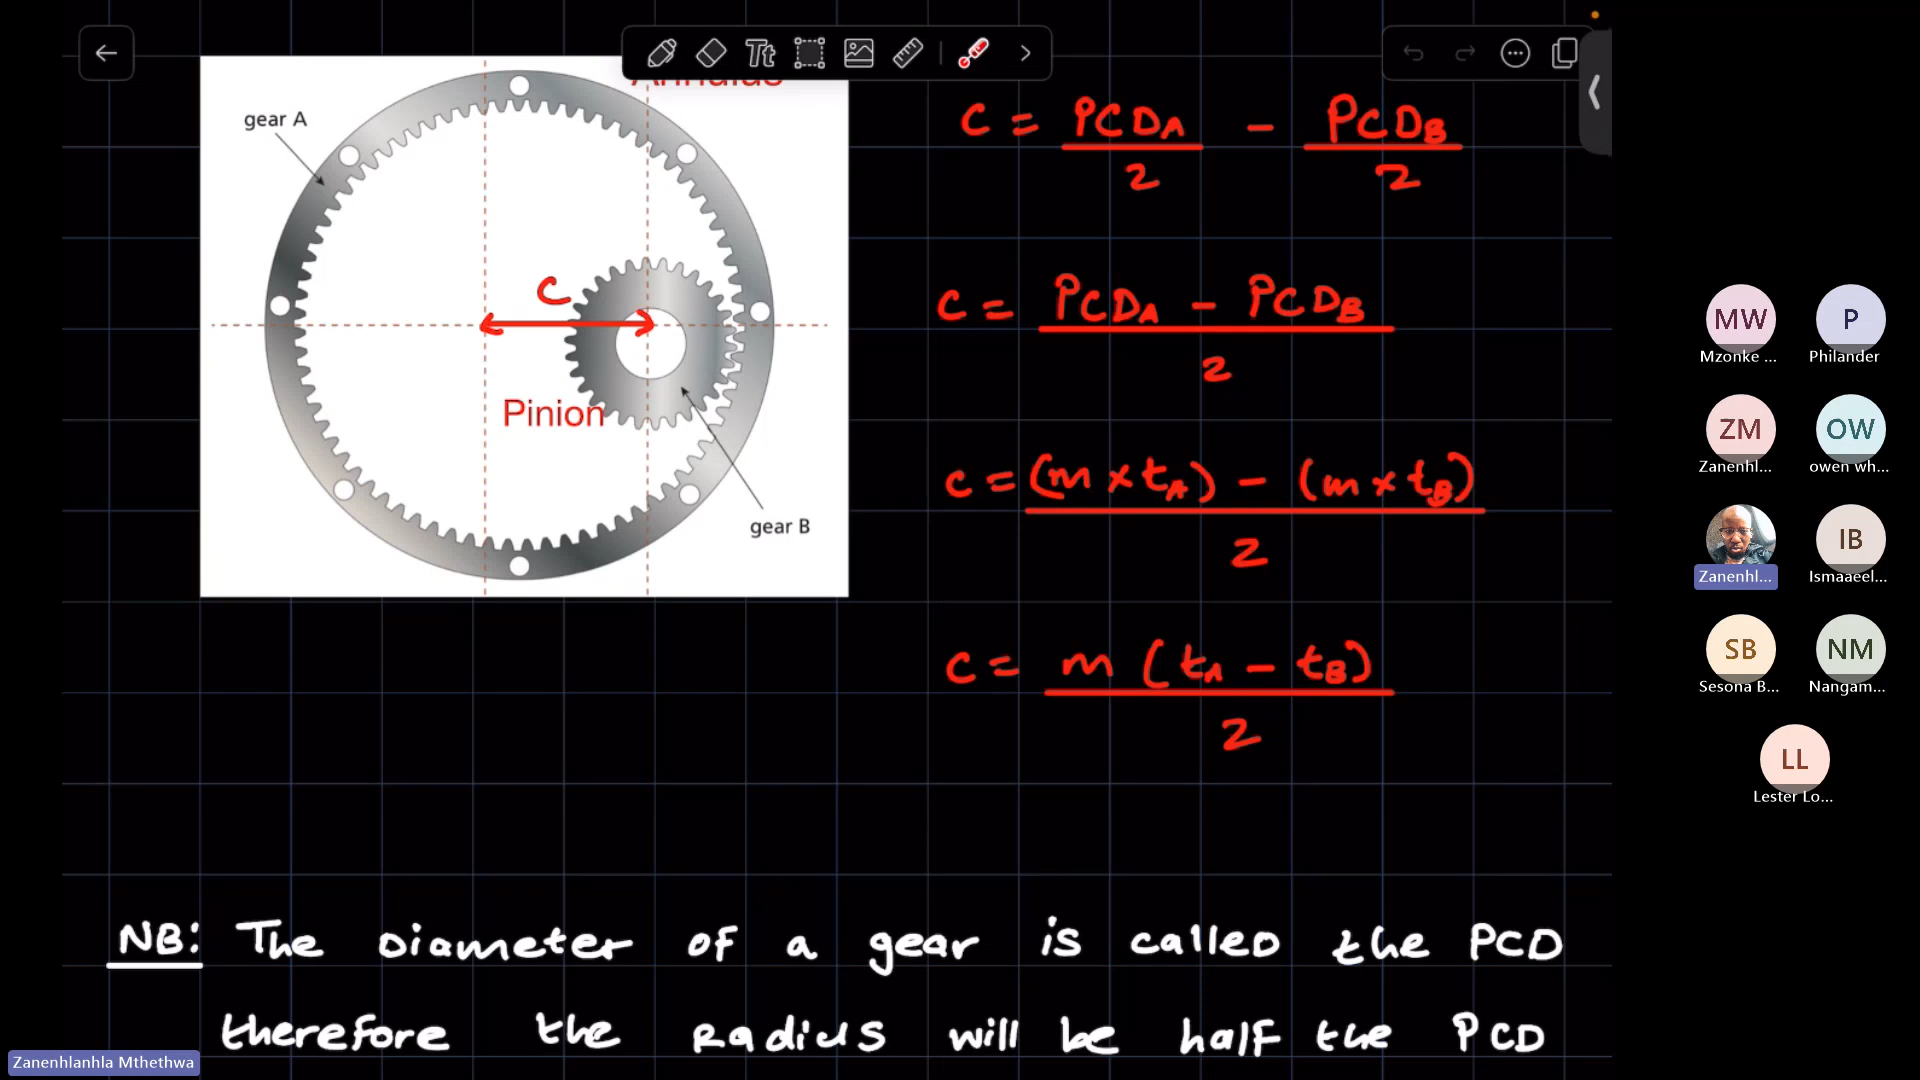 Tt
Annulus
gear A
C
Pinion
gear B
C = PCDA/2 - PCDB/2
C = PCDA - PCDB/2
C = (m × tA) - (m × tB)/2
C = m (tA - tB)/2
NB: The Diameter of a gear is called the PCD
therefore the Radius will be half the PCD
MW
Mzonke ...
P
Philander
ZM
Zanenhl...
OW
owen wh...
Zanenhl...
IB
Ismaaeel...
SB
Sesona B...
NM
Nangam...
LL
Lester Lo...
Zanenhlanhla Mthethwa